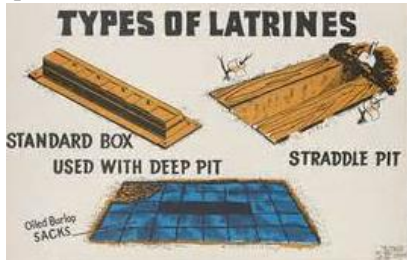 TYPES OF LATRINES
STANDARD BOX
USED WITH DEEP PIT
STRADDLE PIT
Oiled Burlap
SACKS